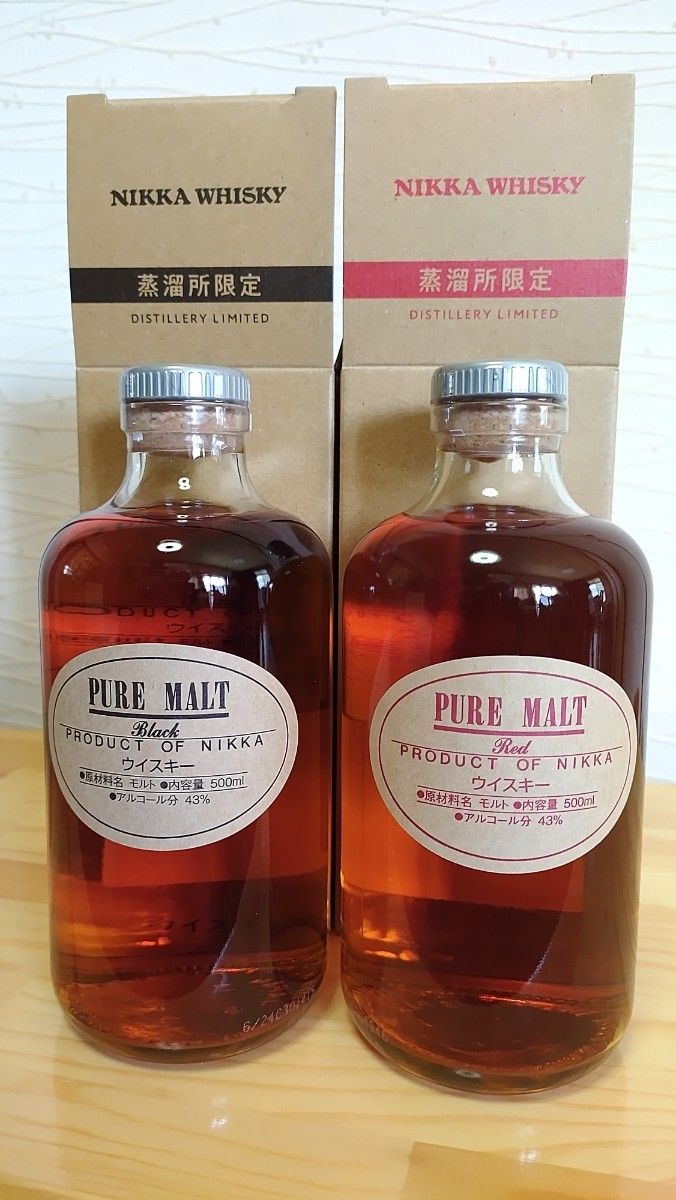 NIKKA WHISKY
蒸溜所限定
DISTILLERY LIMITED
NIKKA WHISKY
蒸溜所限定
DISTILLERY LIMITED
PURE MALT
Black
PRODUCT OF NIKKA
ウイスキー
●原材料名 モルト ●内容量 500ml
●アルコール分 43%
PURE MALT
Red
PRODUCT OF NIKKA
ウイスキー
●原材料名 モルト ●内容量 500ml
●アルコール分 43%